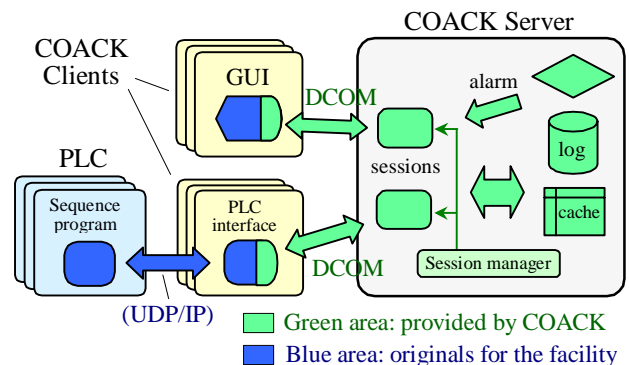 COACK Server
COACK
Clients
GUI
DCOM
alarm
log
sessions
cache
PLC
Sequence
program
PLC
interface
DCOM
Session manager
(UDP/IP)
Green area: provided by COACK
Blue area: originals for the facility